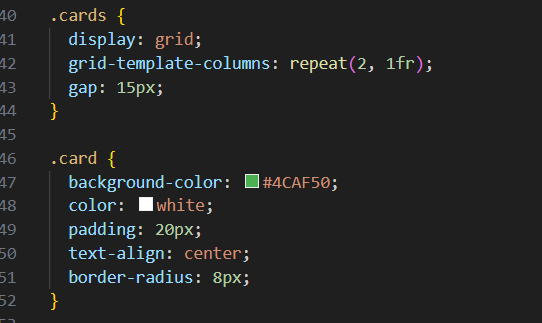 40 .cards {
41 display: grid;
42 grid-template-columns: repeat(2, 1fr);
43 gap: 15px;
44 }
45
46 .card {
47 background-color: #4CAF50;
48 color: white;
49 padding: 20px;
50 text-align: center;
51 border-radius: 8px;
52 }
53